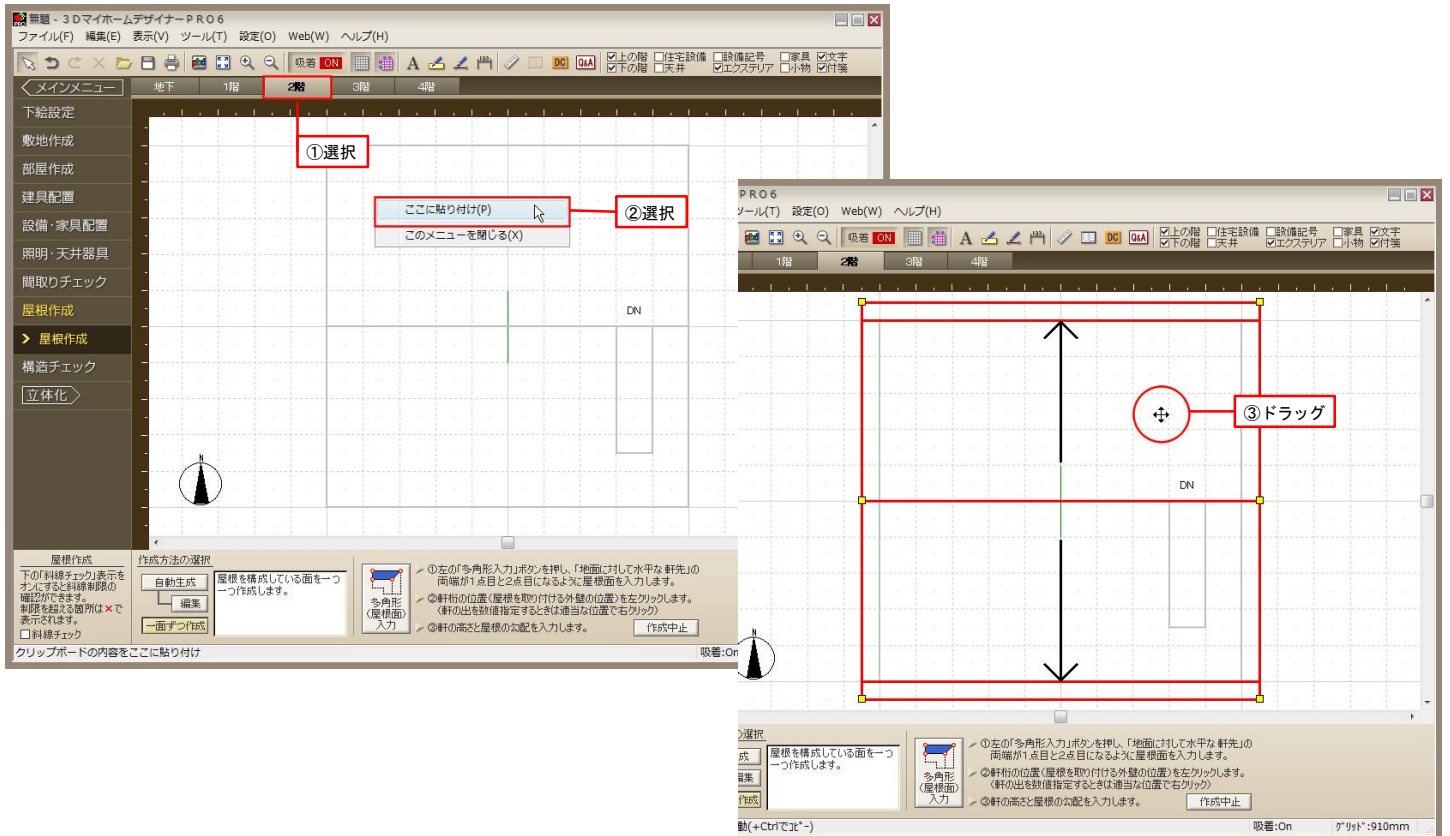 無題 - 3DマイホームデザイナーPRO6
ファイル(F) 編集(E) 表示(V) ツール(T) 設定(O) Web(W) ヘルプ(H)
吸着 ON A DC Q&A
上の階 住宅設備 設備記号 家具 文字
下の階 天井 エクステリア 小物 付箋
メインメニュー 地下 1階 2階 3階 4階
下絵設定
敷地作成
部屋作成
建具配置
設備・家具配置
照明・天井器具
間取りチェック
屋根作成
屋根作成
構造チェック
立体化
①選択
ここに貼り付け(P)
このメニューを閉じる(X)
②選択
DN
N
屋根作成
下の「斜線チェック」表示を
オンにすると斜線制限の
確認ができます。
制限を超える箇所は×で
表示されます。
斜線チェック
作成方法の選択
自動生成
編集
一面ずつ作成
屋根を構成している面を一つ
一つ作成します。
多角形
(屋根面)
入力
①左の「多角形入力」ボタンを押し、「地面に対して水平な 軒先」の
両端が1点目と2点目になるように屋根面を入力します。
②軒桁の位置(屋根を取り付ける外壁の位置)を左クリックします。
(軒の出を数値指定するときは適当な位置で右クリック)
③軒の高さと屋根の勾配を入力します。
作成中止
クリップボードの内容をここに貼り付け
吸着:On
PRO6
ツール(T) 設定(O) Web(W) ヘルプ(H)
吸着 ON A DC Q&A
上の階 住宅設備 設備記号 家具 文字
下の階 天井 エクステリア 小物 付箋
1階 2階 3階 4階
③ドラッグ
DN
N
の選択
成
編集
作成
屋根を構成している面を一つ
一つ作成します。
多角形
(屋根面)
入力
①左の「多角形入力」ボタンを押し、「地面に対して水平な 軒先」の
両端が1点目と2点目になるように屋根面を入力します。
②軒桁の位置(屋根を取り付ける外壁の位置)を左クリックします。
(軒の出を数値指定するときは適当な位置で右クリック)
③軒の高さと屋根の勾配を入力します。
作成中止
動(+Ctrlでコピー)
吸着:On グリッド:910mm